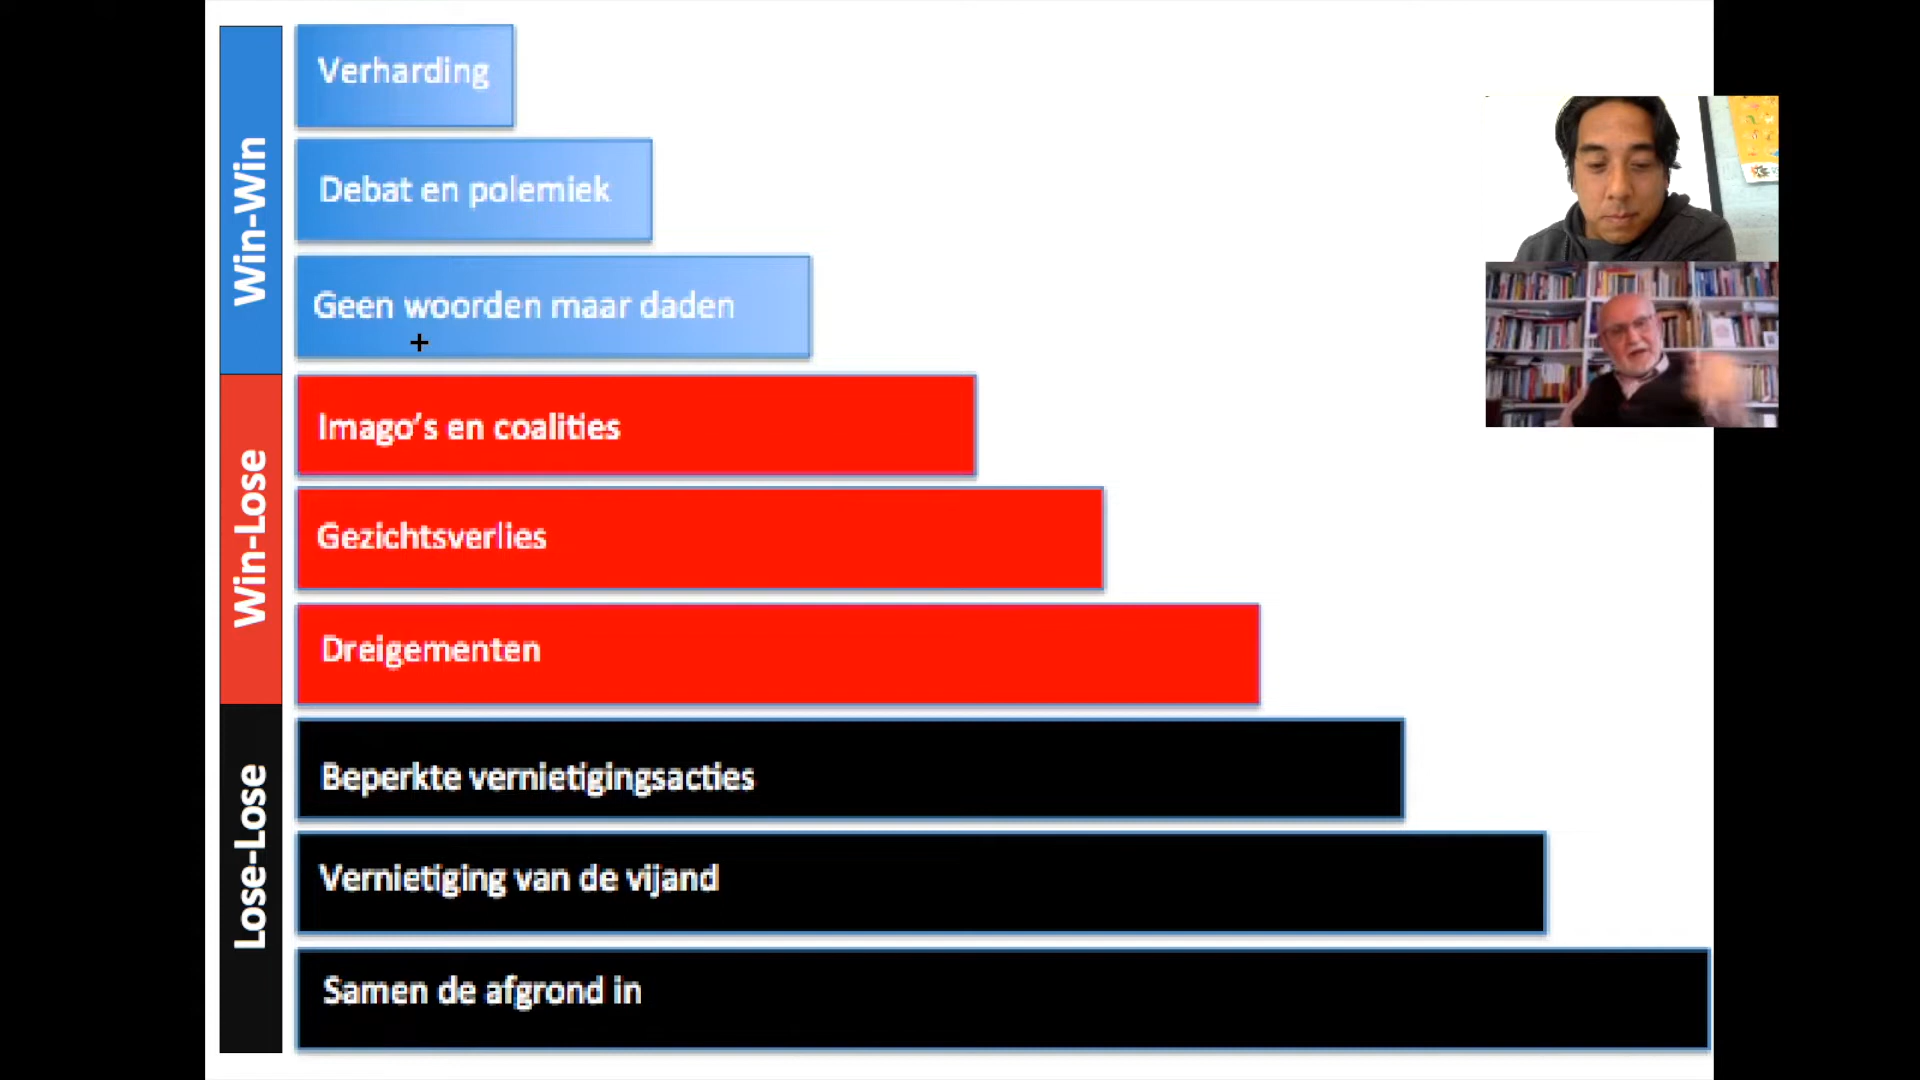 Win-Win
Verharding
Debat en polemiek
Geen woorden maar daden
Win-Lose
Imago's en coalities
Gezichtsverlies
Dreigementen
Lose-Lose
Beperkte vernietigingsacties
Vernietiging van de vijand
Samen de afgrond in